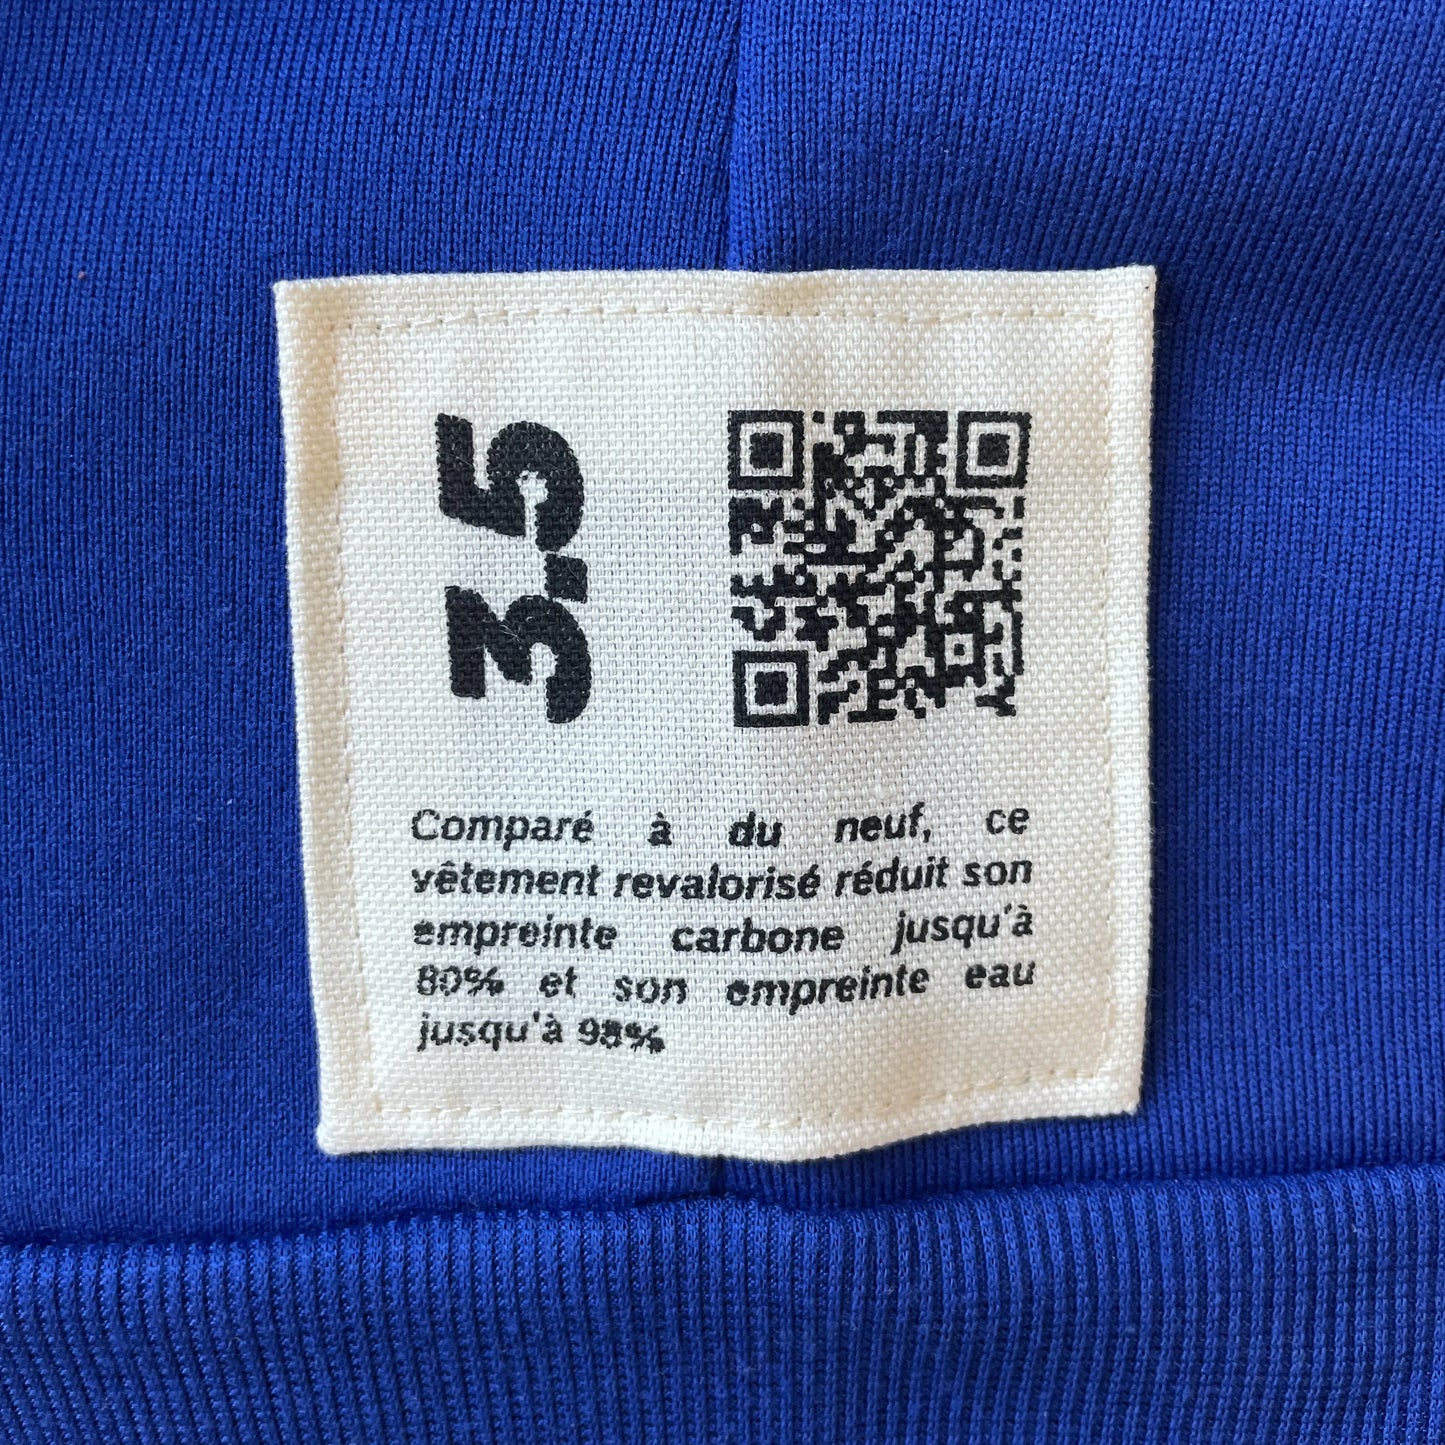 3.5
Comparé à du neuf, ce
vêtement revalorisé réduit son
empreinte carbone jusqu'à
80% et son empreinte eau
jusqu'à